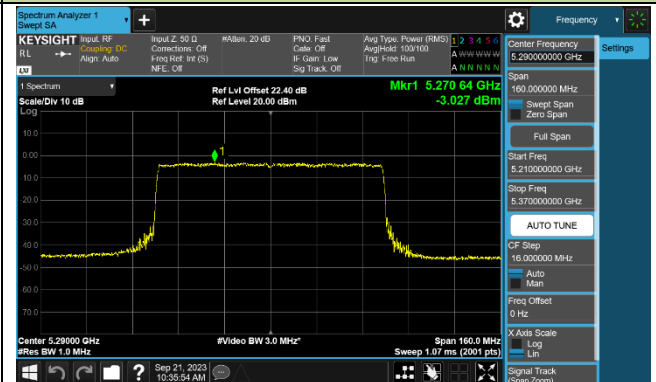 Spectrum Analyzer 1
Swept SA
+
Frequency
KEYSIGHT
RL
LXI
Input: RF
Coupling: DC
Align: Auto
Input Z: 50 Ω
Corrections: Off
Freq Ref: Int (S)
NFE: Off
#Atten: 20 dB
PNO: Fast
Gate: Off
IF Gain: Low
Sig Track: Off
Avg Type: Power (RMS)
Avg|Hold: 100/100
Trig: Free Run
1 2 3 4 5 6
A W W W W W
A N N N N N
1 Spectrum
Scale/Div 10 dB
Log
Ref Lvl Offset 22.40 dB
Ref Level 20.00 dBm
Mkr1 5.270 64 GHz
-3.027 dBm
1
10.0
0.00
-10.0
-20.0
-30.0
-40.0
-50.0
-60.0
-70.0
Center 5.29000 GHz
#Res BW 1.0 MHz
#Video BW 3.0 MHz*
Span 160.0 MHz
Sweep 1.07 ms (2001 pts)
Sep 21, 2023
10:35:54 AM
?
Center Frequency
5.290000000 GHz
Span
160.000000 MHz
Swept Span
Zero Span
Full Span
Start Freq
5.210000000 GHz
Stop Freq
5.370000000 GHz
AUTO TUNE
CF Step
16.000000 MHz
Auto
Man
Freq Offset
0 Hz
X Axis Scale
Log
Lin
Signal Track
(Span Zoom)
Settings